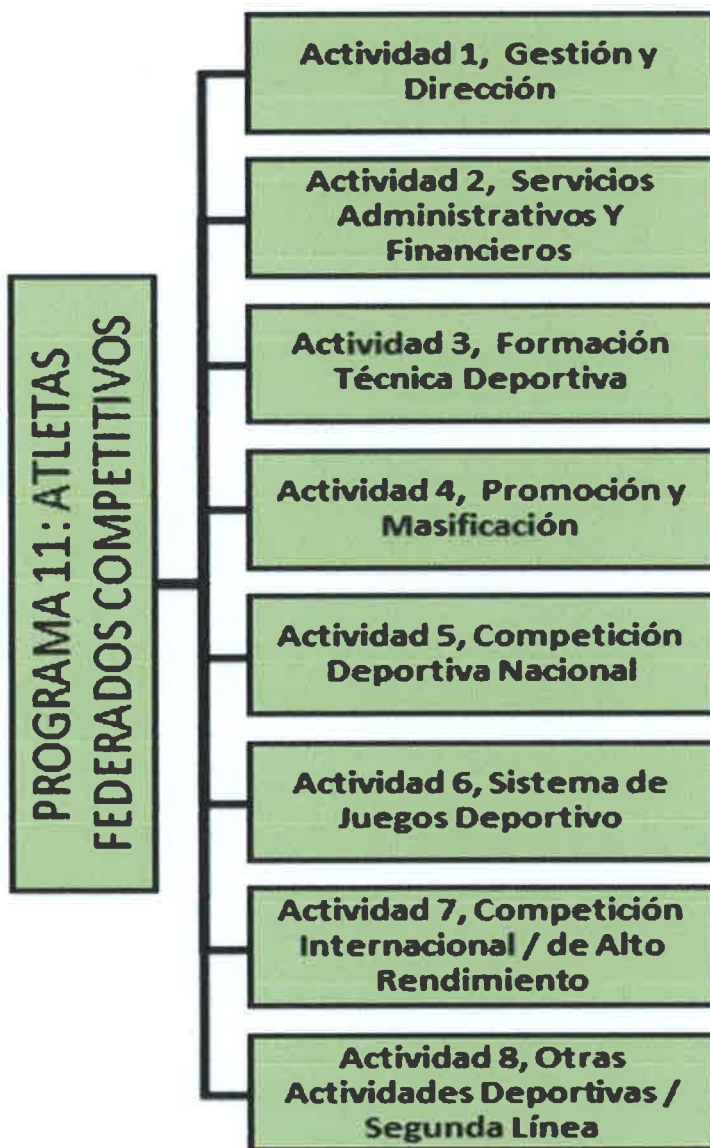 PROGRAMA 11: ATLETAS
FEDERADOS COMPETITIVOS
Actividad 1, Gestión y
Dirección
Actividad 2, Servicios
Administrativos Y
Financieros
Actividad 3, Formación
Técnica Deportiva
Actividad 4, Promoción y
Masificación
Actividad 5, Competición
Deportiva Nacional
Actividad 6, Sistema de
Juegos Deportivo
Actividad 7, Competición
Internacional / de Alto
Rendimiento
Actividad 8, Otras
Actividades Deportivas /
Segunda Línea